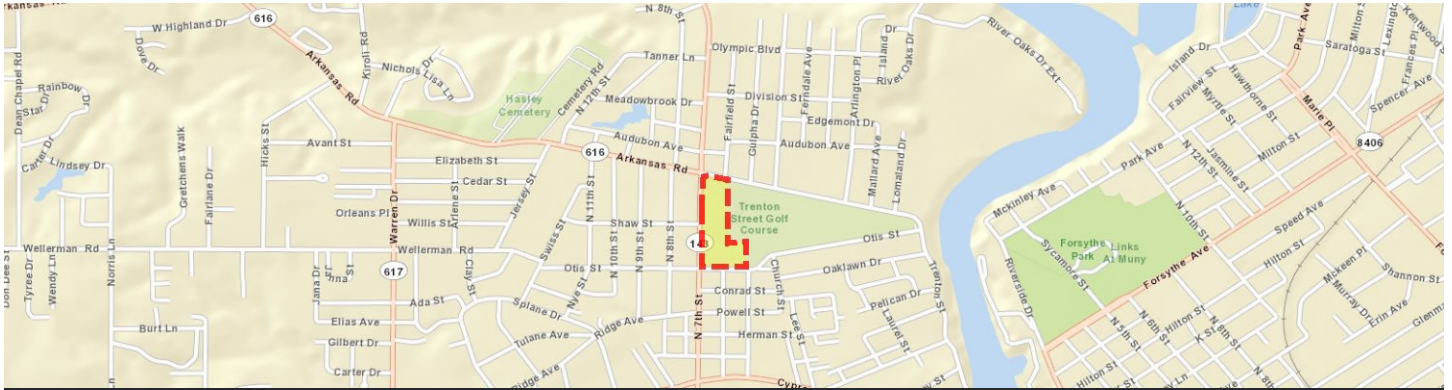 616
W Highland Dr
Dove Dr
Arkansas Rd
Kiroli Rd
Nichols Lisa Ln
Dr
Hasley
Cemetery
Cemetery Rd
N 12th St
N 8th St
Tanner Ln
Meadowbrook Dr
Audubon Ave
616
Arkansas Rd
Olympic Blvd
Division St
Fairfield St
Gulpha Dr
Ferndale Ave
Arlington Pl
Island Dr
River Oaks Dr
River Oaks Dr Ext
Edgemont Dr
Audubon Ave
Mallard Ave
Lomaland Dr
Lake
Park Ave
Milton St
Lexington
Frances Pl
Kentwood
Saratoga St
Island Dr
Fairview St
Myrtle St
Hawthorne St
Marie Pl
Spencer Ave
8406
N 12th St
Jasmine St
Milton St
Park Ave
Mckinley Ave
N 10th St
Speed Ave
Forsythe
Park
Links
At Muny
Sycamore St
Riverside Dr
Forsythe Ave
Hilton St
Mckeen Pl
Murray Dr
Shannon St
Erin Ave
N 5th St
N 6th St
Hilton St
K St
N 8th St
Dean Chapel Rd
Rainbow Dr
Star Dr
Carter Dr
Lindsey Dr
Gretchens Walk
Fairlane Dr
Hicks St
Avant St
Elizabeth St
Cedar St
Orleans Pl
Willis St
Warren Dr
Arlene St
Jersey St
Swiss St
N 11th St
N 10th St
N 9th St
N 8th St
Shaw St
143
Trenton
Street Golf
Course
Otis St
Wellerman Rd
Wellerman Rd
617
Clay St
Otis St
Nye St
Don Dee St
Tyree Dr
Wendy Ln
Norris Ln
Jana Dr
Burt Ln
Ada St
Elias Ave
Gilbert Dr
Carter Dr
Splane Dr
Tulane Ave
Ridge Ave
Ridge Ave
N 7th St
Conrad St
Powell St
Herman St
Church St
Lee St
Oaklawn Dr
Pelican Dr
Laurel St
Trenton St